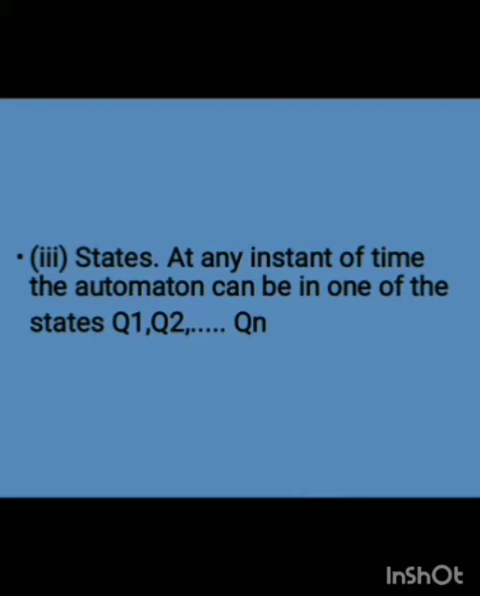 • (iii) States. At any instant of time
the automaton can be in one of the
states Q1,Q2,..... Qn
InShOt